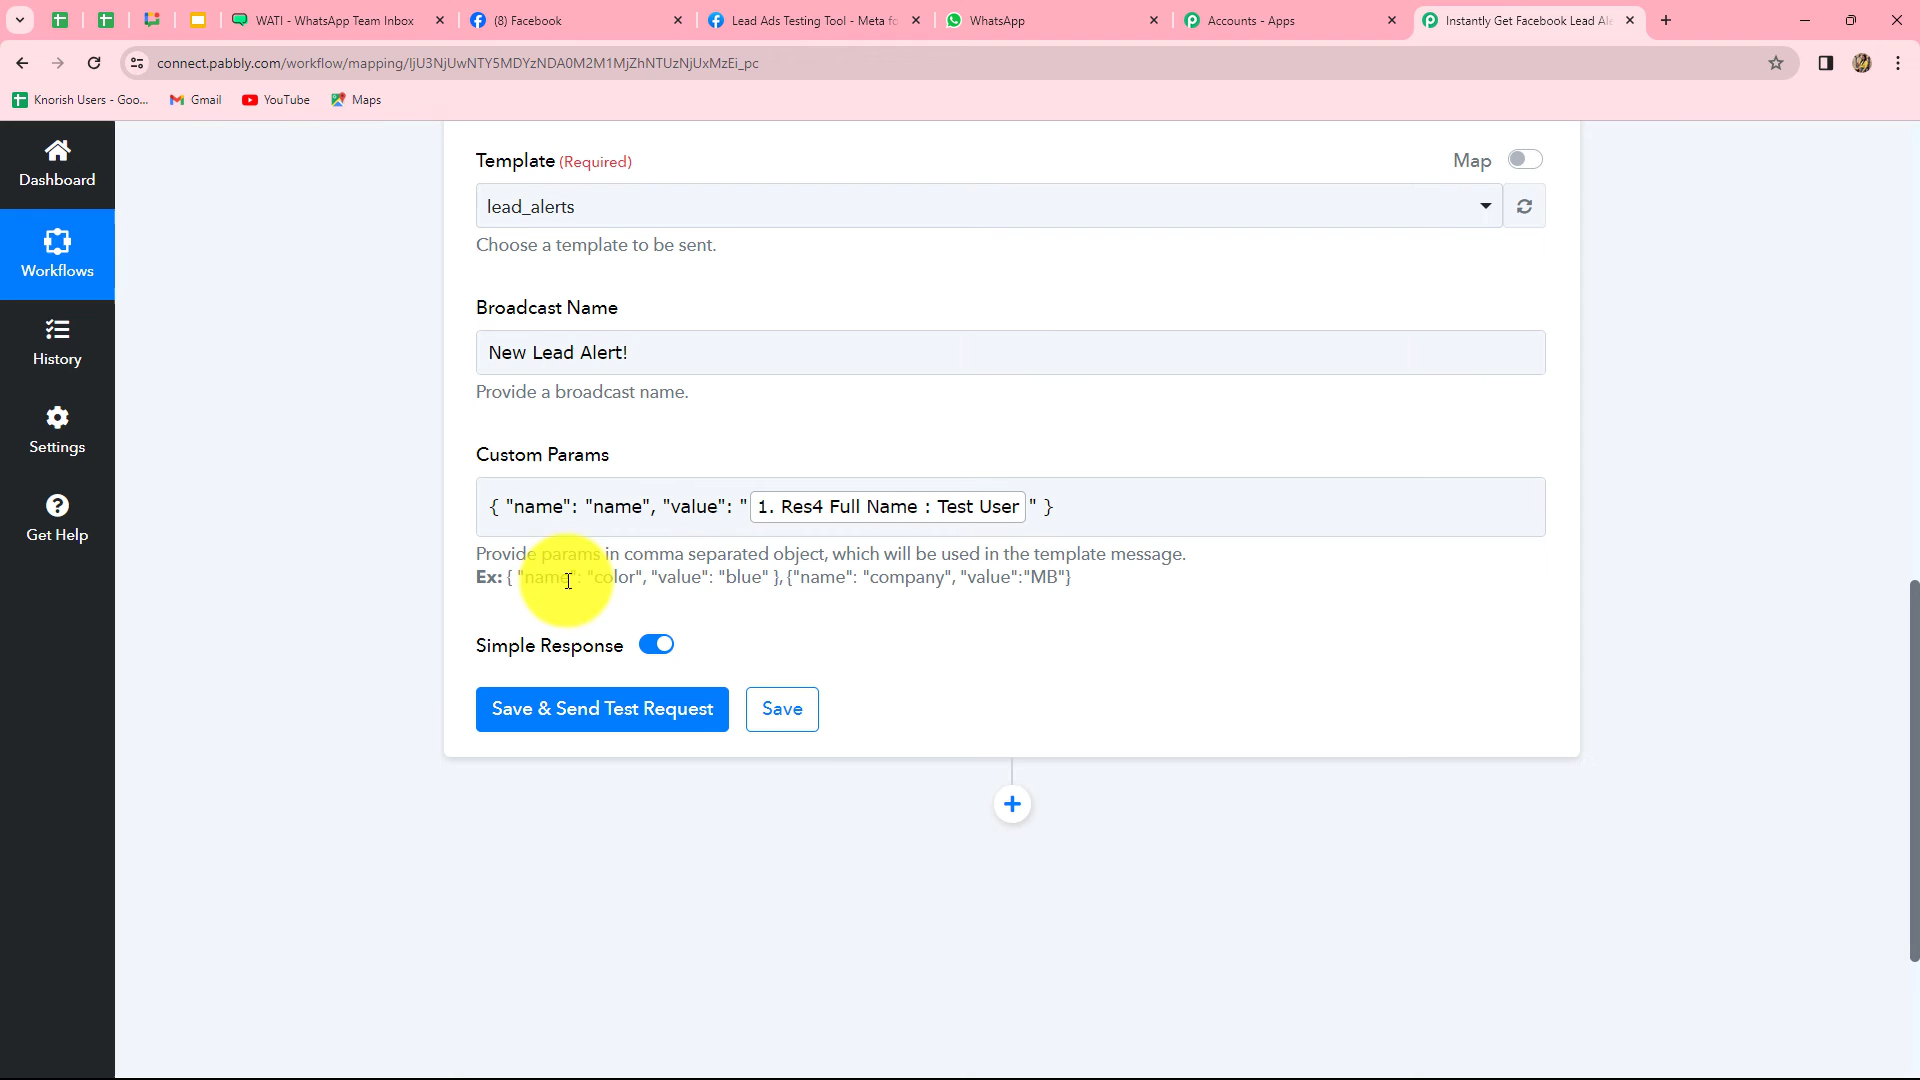 WATI - WhatsApp Team Inbox
(8) Facebook
Lead Ads Testing Tool - Meta fo
WhatsApp
Accounts - Apps
Instantly Get Facebook Lead Ale
connect.pabbly.com/workflow/mapping/IjU3NjUwNTY5MDYzNDA0M2M1MjZhNTUzNjUxMzEi_pc
Knorish Users - Goo...
Gmail
YouTube
Maps
Dashboard
Workflows
History
Settings
Get Help
Template (Required)
Map
lead_alerts
Choose a template to be sent.
Broadcast Name
New Lead Alert!
Provide a broadcast name.
Custom Params
{ "name": "name", "value": " 1. Res4 Full Name : Test User " }
Provide params in comma separated object, which will be used in the template message.
Ex: { "name": "color", "value": "blue" }, {"name": "company", "value":"MB"}
Simple Response
Save & Send Test Request
Save